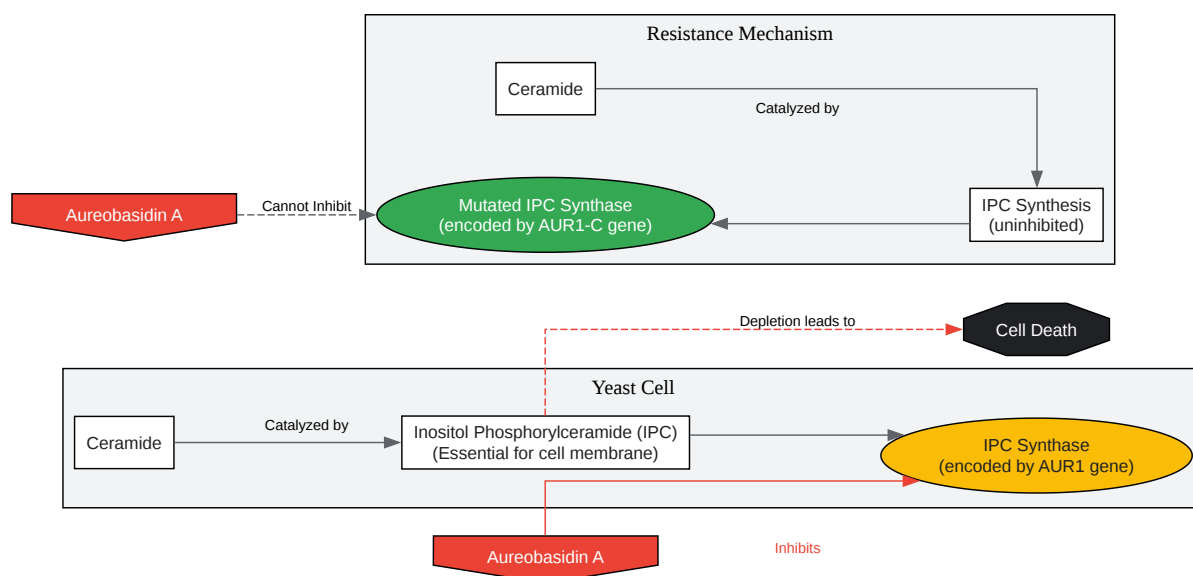 Resistance Mechanism
Ceramide
Catalyzed by
Aureobasidin A
Cannot Inhibit
Mutated IPC Synthase
(encoded by AUR1-C gene)
IPC Synthesis
(uninhibited)
Depletion leads to
Cell Death
Yeast Cell
Ceramide
Catalyzed by
Inositol Phosphorylceramide (IPC)
(Essential for cell membrane)
IPC Synthase
(encoded by AUR1 gene)
Aureobasidin A
Inhibits